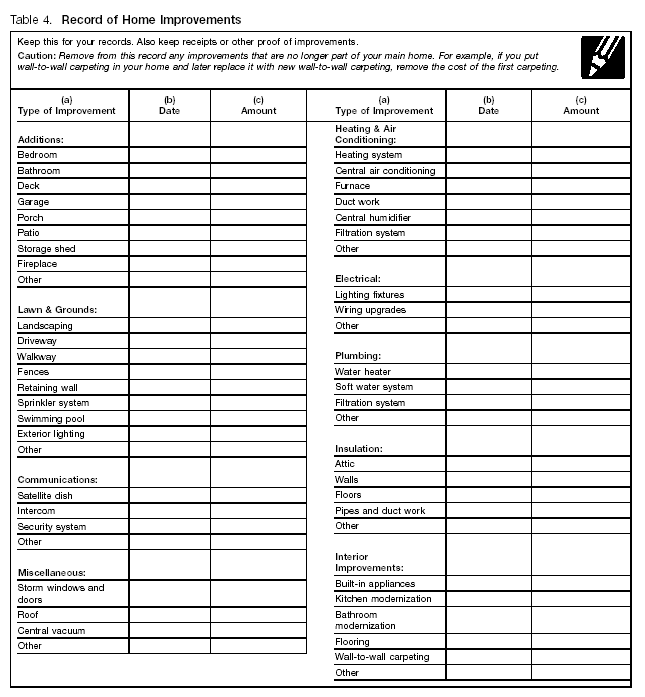 Table 4. Record of Home Improvements
Keep this for your records. Also keep receipts or other proof of improvements.
Caution: Remove from this record any improvements that are no longer part of your main home. For example, if you put
wall-to-wall carpeting in your home and later replace it with new wall-to-wall carpeting, remove the cost of the first carpeting.
(a)
Type of Improvement
(b)
Date
(c)
Amount
Additions:
Bedroom
Bathroom
Deck
Garage
Porch
Patio
Storage shed
Fireplace
Other
Lawn & Grounds:
Landscaping
Driveway
Walkway
Fences
Retaining wall
Sprinkler system
Swimming pool
Exterior lighting
Other
Communications:
Satellite dish
Intercom
Security system
Other
Miscellaneous:
Storm windows and
doors
Roof
Central vacuum
Other
(a)
Type of Improvement
(b)
Date
(c)
Amount
Heating & Air
Conditioning:
Heating system
Central air conditioning
Furnace
Duct work
Central humidifier
Filtration system
Other
Electrical:
Lighting fixtures
Wiring upgrades
Other
Plumbing:
Water heater
Soft water system
Filtration system
Other
Insulation:
Attic
Walls
Floors
Pipes and duct work
Other
Interior
Improvements:
Built-in appliances
Kitchen modernization
Bathroom
modernization
Flooring
Wall-to-wall carpeting
Other